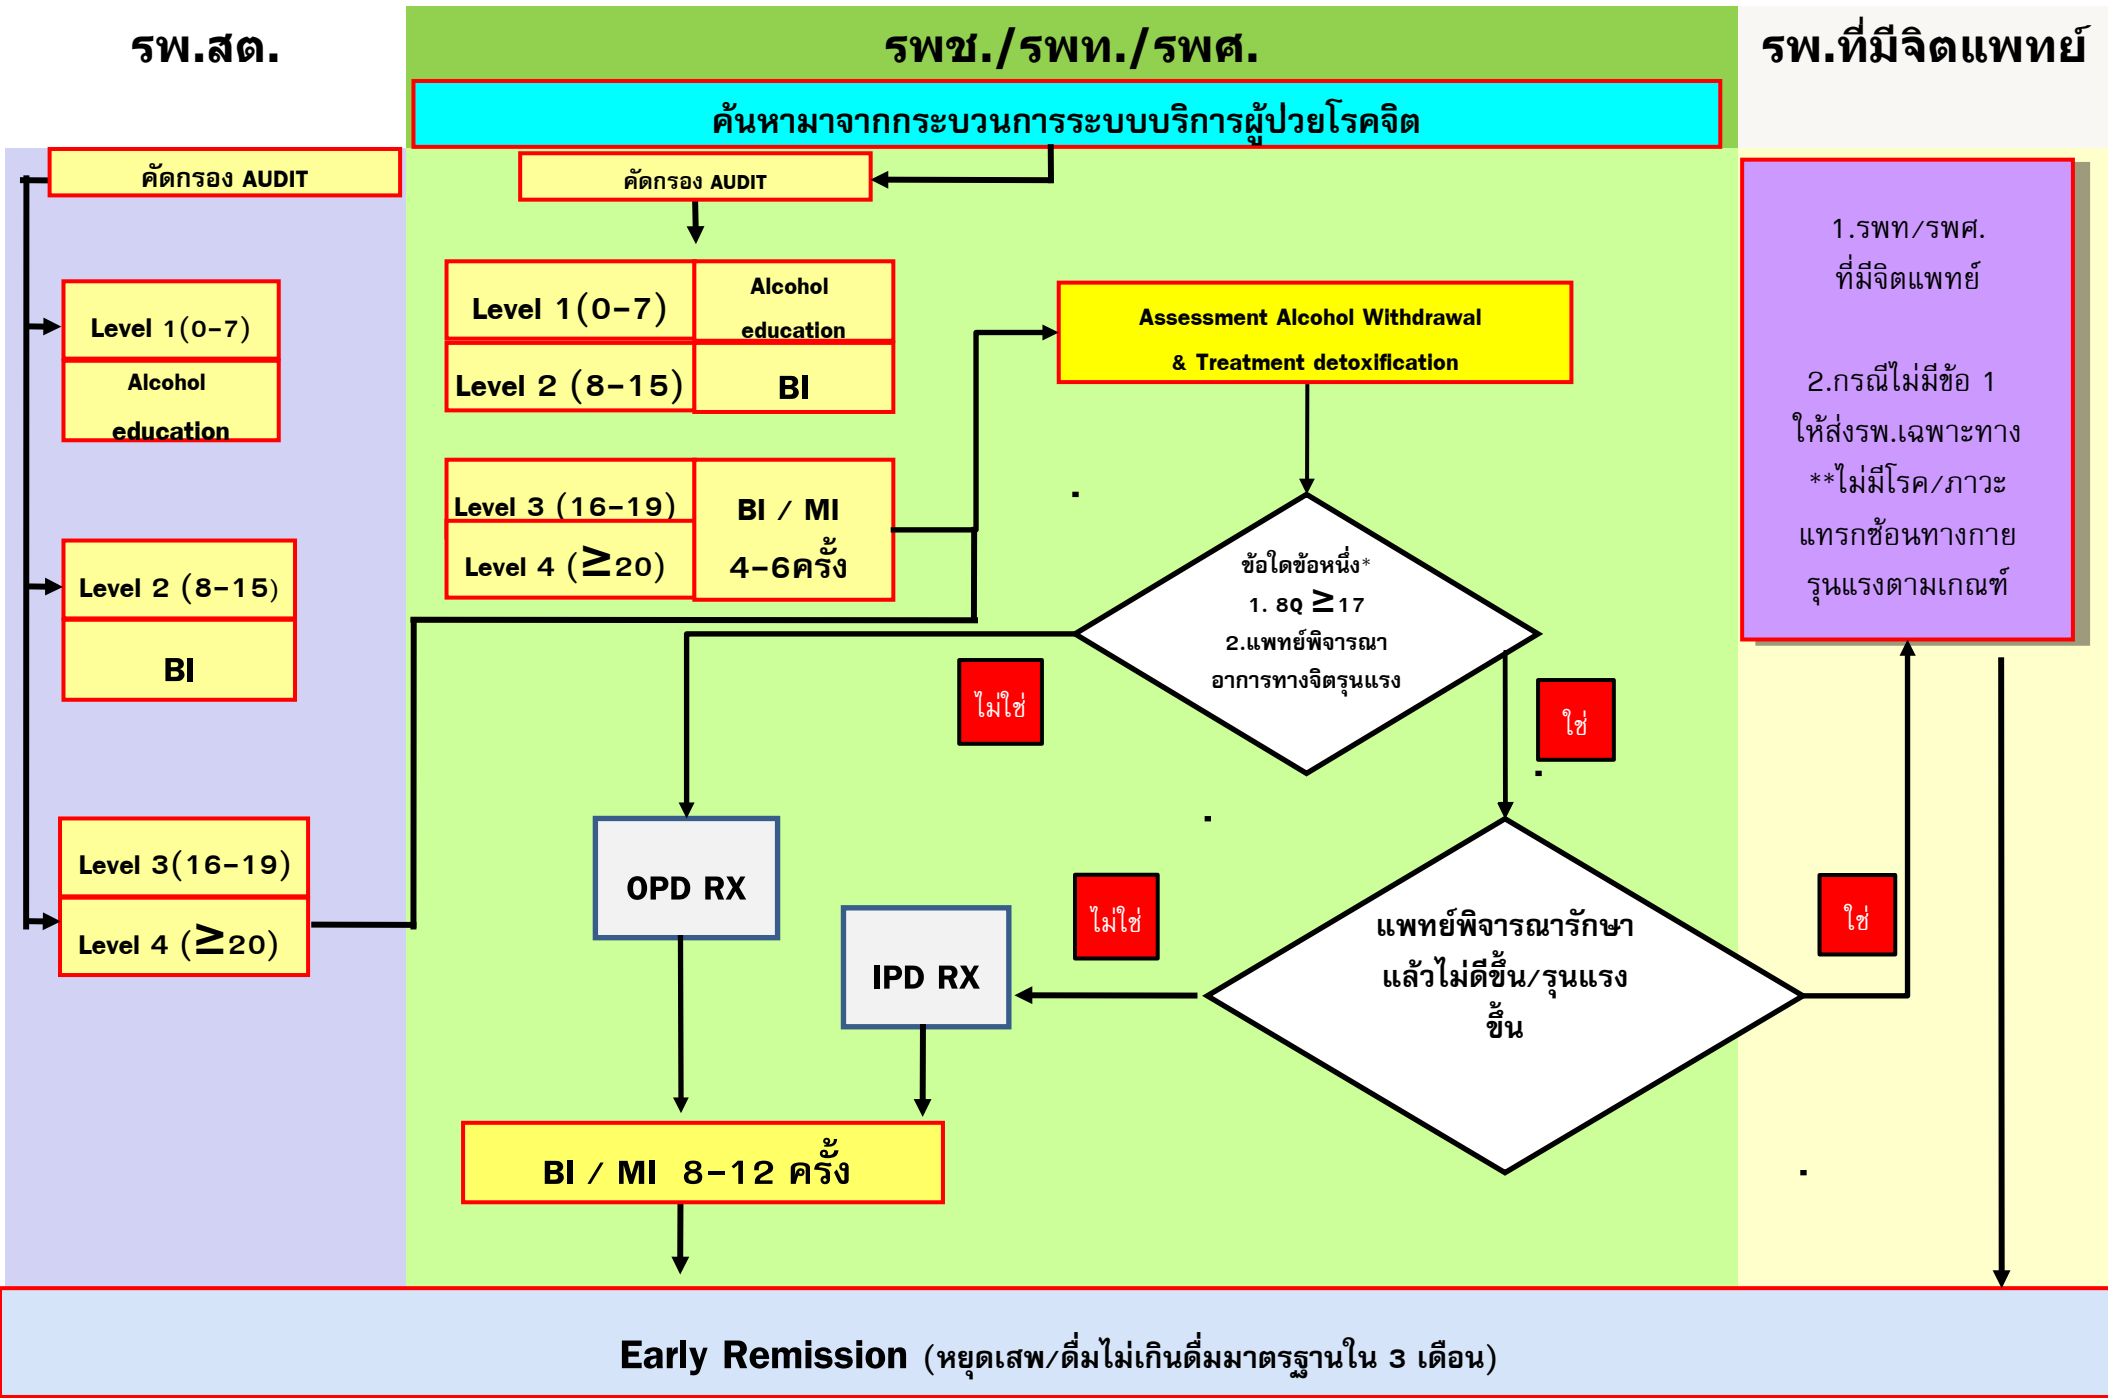 รพ.สต.
รพช./รพท./รพศ.
รพ.ที่มีจิตแพทย์
ค้นหามาจากกระบวนการระบบบริการผู้ป่วยโรคจิต
คัดกรอง AUDIT
Level 1(0-7)
Alcohol
education
Level 2 (8-15)
BI
Level 3(16-19)
Level 4 (≥20)
คัดกรอง AUDIT
Level 1(0-7)
Alcohol
education
Level 2 (8-15)
BI
Level 3 (16-19)
Level 4 (≥20)
BI / MI
4-6ครั้ง
Assessment Alcohol Withdrawal
& Treatment detoxification
ข้อใดข้อหนึ่ง*
1. 8Q ≥17
2.แพทย์พิจารณา
อาการทางจิตรุนแรง
ไม่ใช่
ใช่
OPD RX
IPD RX
ไม่ใช่
แพทย์พิจารณารักษา
แล้วไม่ดีขึ้น/รุนแรง
ขึ้น
ใช่
BI / MI 8-12 ครั้ง
1.รพท/รพศ.
ที่มีจิตแพทย์
2.กรณีไม่มีข้อ 1
ให้ส่งรพ.เฉพาะทาง
**ไม่มีโรค/ภาวะ
แทรกซ้อนทางกาย
รุนแรงตามเกณฑ์
Early Remission (หยุดเสพ/ดื่มไม่เกินดื่มมาตรฐานใน 3 เดือน)